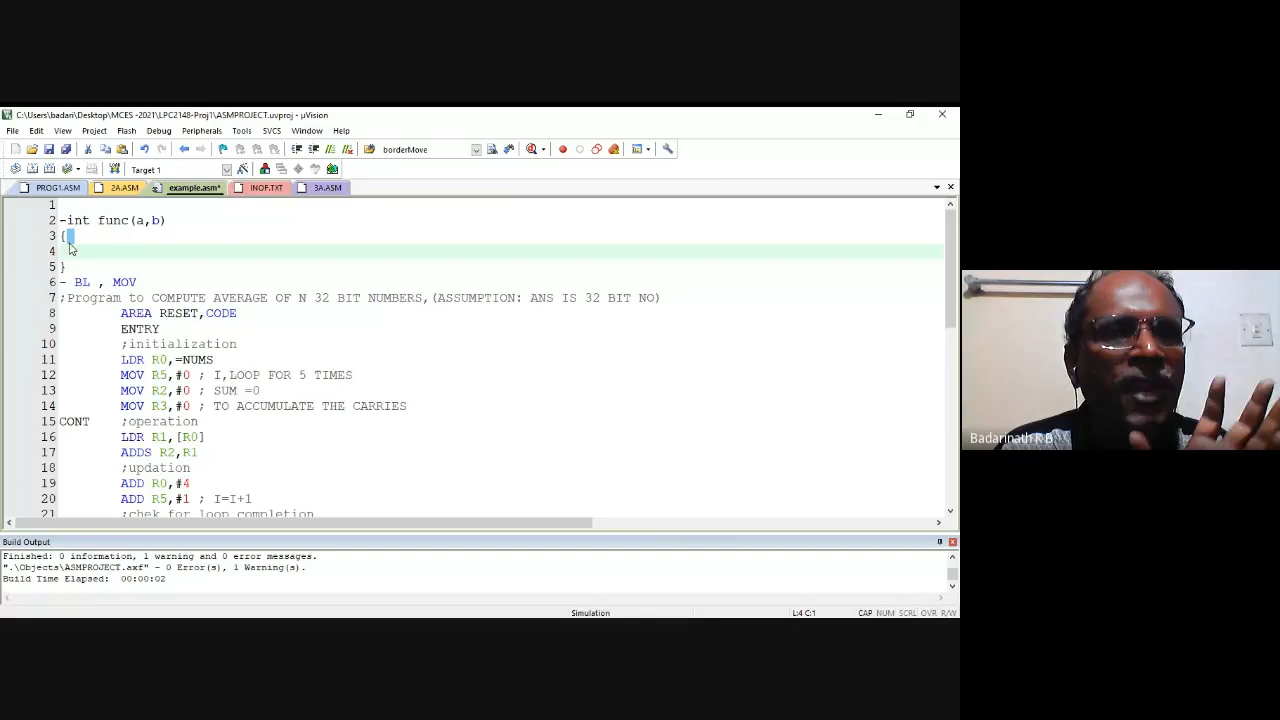 C:\Users\badari\Desktop\MCES -2021\LPC2148-Proj1\ASMPROJECT.uvproj - µVision
File Edit View Project Flash Debug Peripherals Tools SVCS Window Help
borderMove
Target 1
PROG1.ASM 2A.ASM example.asm* INOF.TXT 3A.ASM
1
2 -int func(a,b)
3 {
4
5 }
6 - BL , MOV
7 ;Program to COMPUTE AVERAGE OF N 32 BIT NUMBERS,(ASSUMPTION: ANS IS 32 BIT NO)
8 AREA RESET,CODE
9 ENTRY
10 ;initialization
11 LDR R0,=NUMS
12 MOV R5,#0 ; I,LOOP FOR 5 TIMES
13 MOV R2,#0 ; SUM =0
14 MOV R3,#0 ; TO ACCUMULATE THE CARRIES
15 CONT ;operation
16 LDR R1,[R0]
17 ADDS R2,R1
18 ;updation
19 ADD R0,#4
20 ADD R5,#1 ; I=I+1
21 ;chek for loop completion
Build Output
Finished: 0 information, 1 warning and 0 error messages.
".\Objects\ASMPROJECT.axf" - 0 Error(s), 1 Warning(s).
Build Time Elapsed: 00:00:02
Simulation L:4 C:1 CAP NUM SCRL OVR R/W
Badarinath K B